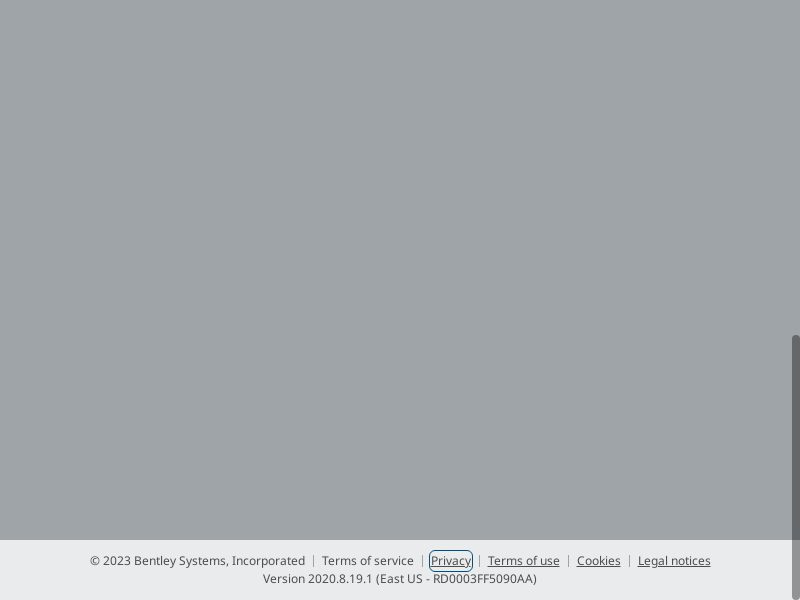 © 2023 Bentley Systems, Incorporated | Terms of service | Privacy | Terms of use | Cookies | Legal notices
Version 2020.8.19.1 (East US - RD0003FF5090AA)